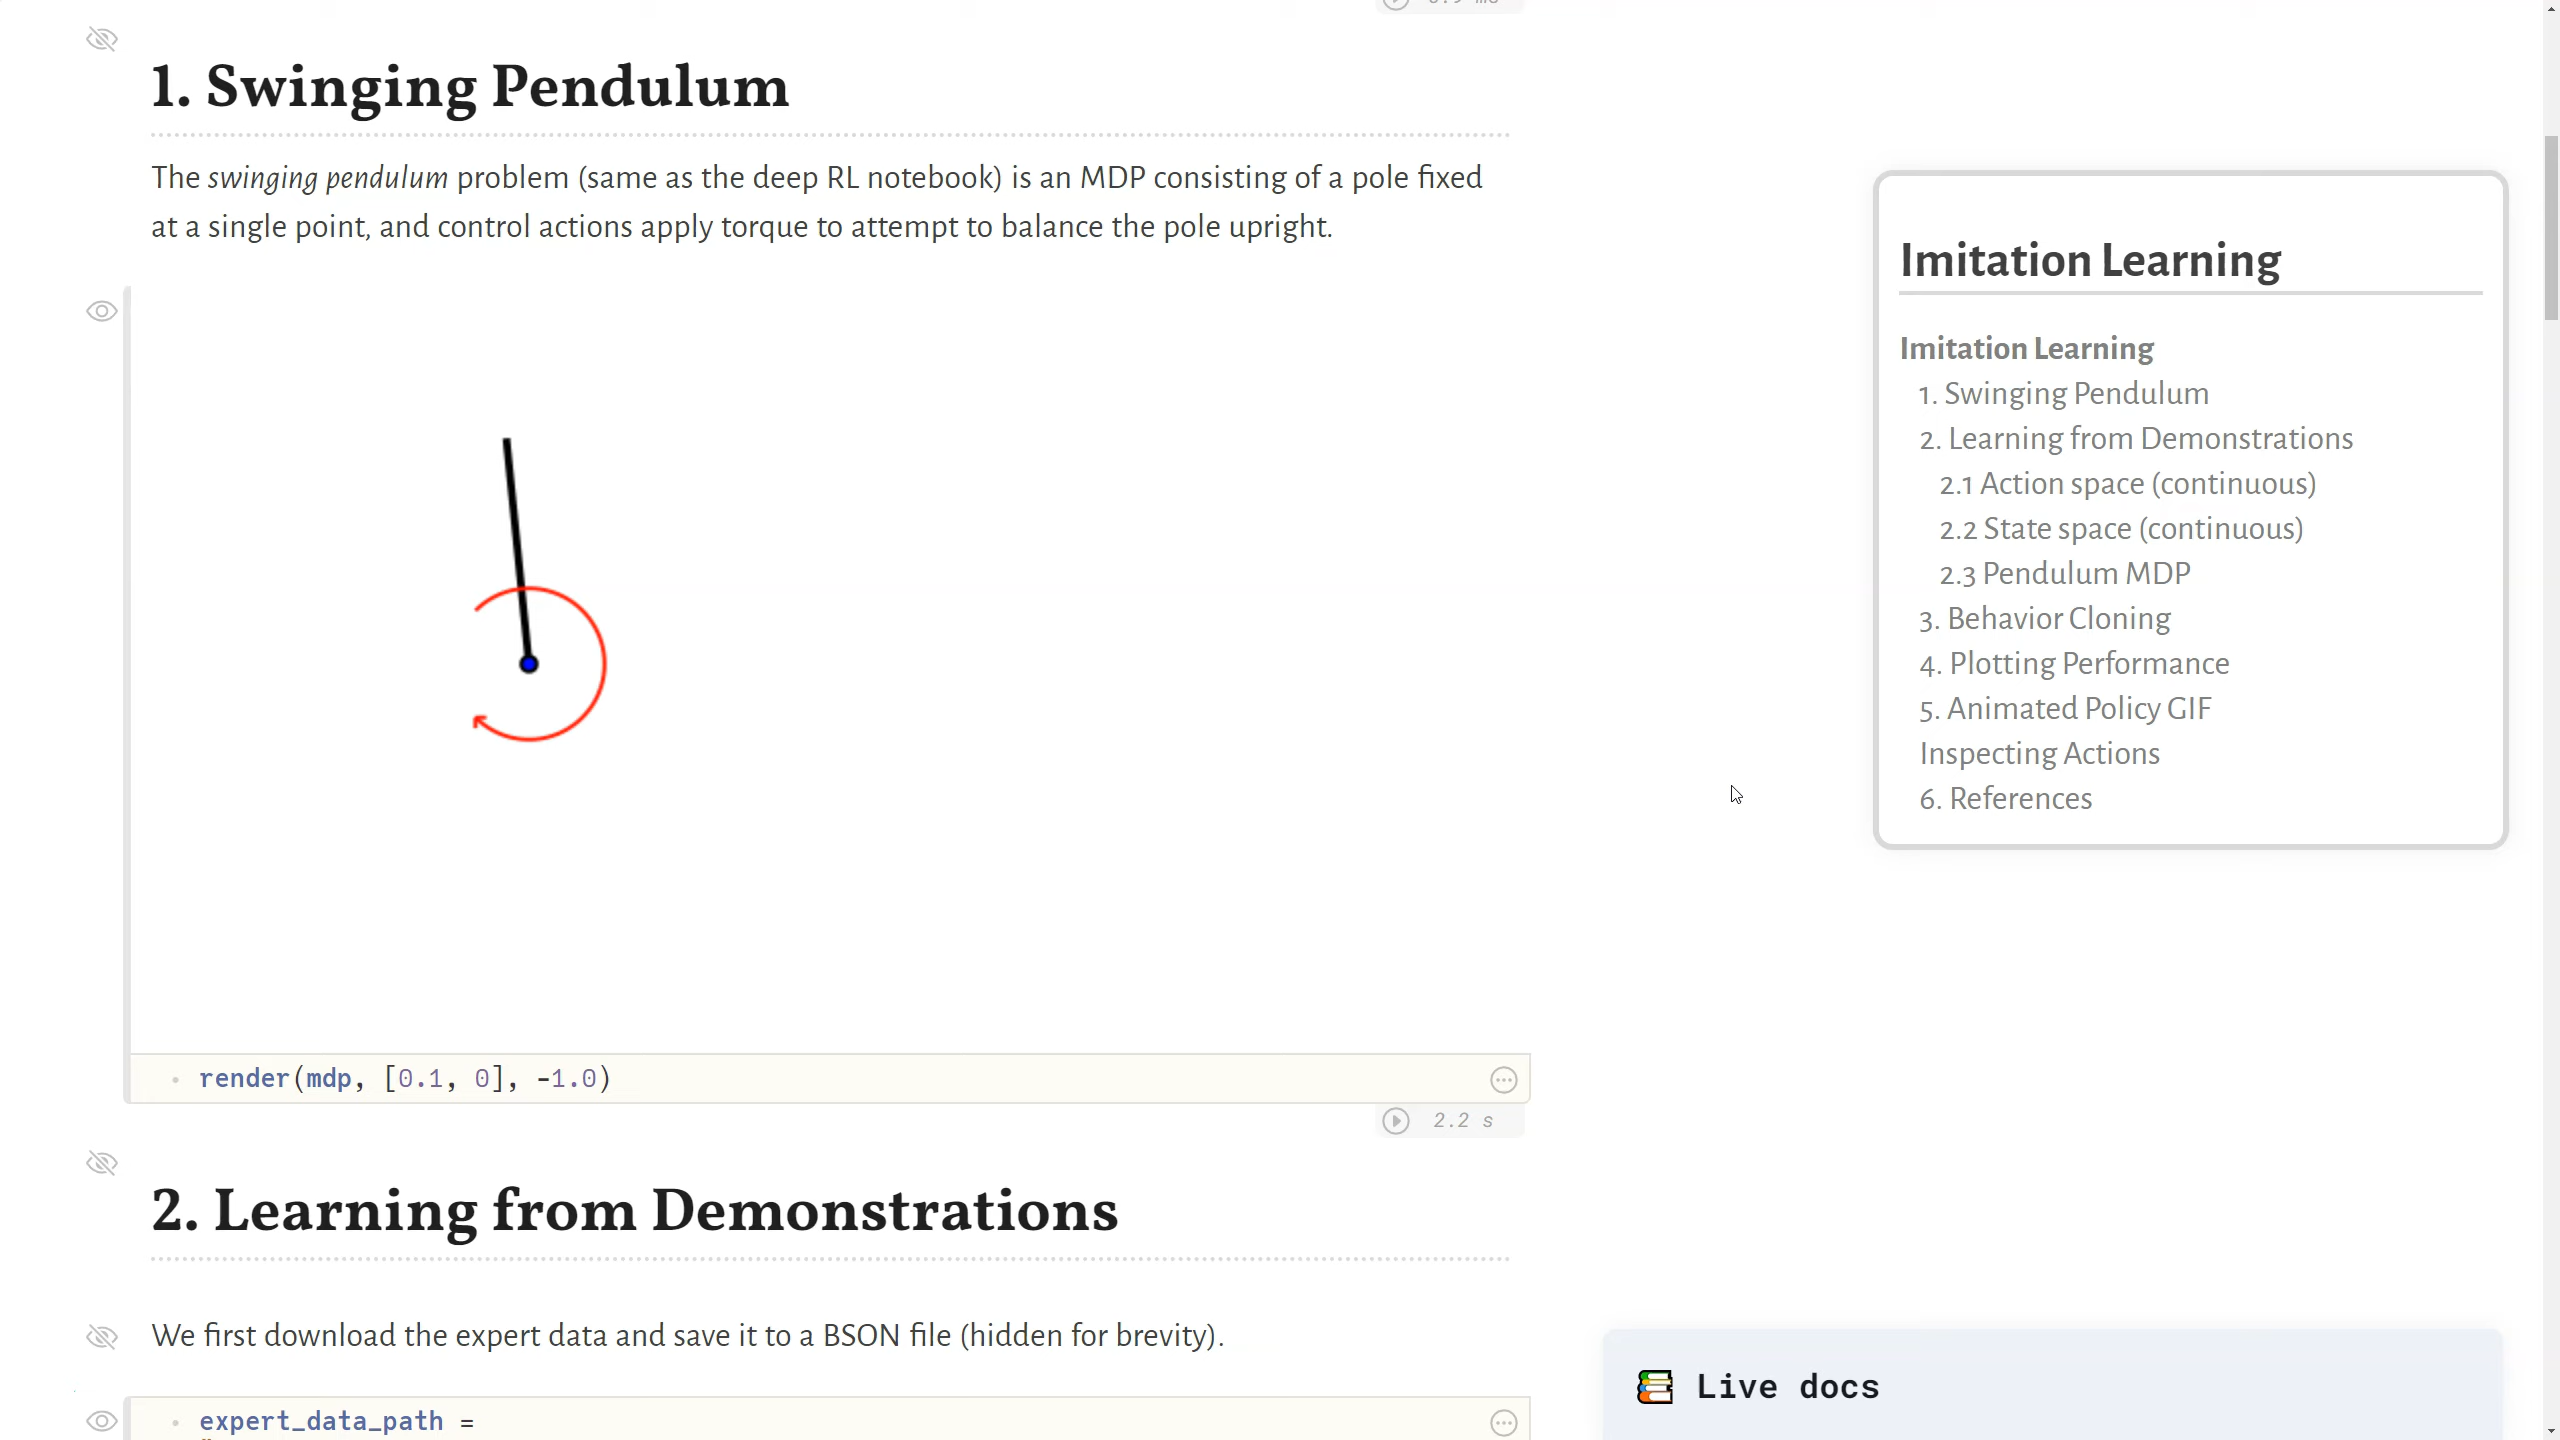 1. Swinging Pendulum
The swinging pendulum problem (same as the deep RL notebook) is an MDP consisting of a pole fixed
at a single point, and control actions apply torque to attempt to balance the pole upright.
render(mdp, [0.1, 0], -1.0)
2.2 s
2. Learning from Demonstrations
We first download the expert data and save it to a BSON file (hidden for brevity).
expert_data_path =
Imitation Learning
Imitation Learning
1. Swinging Pendulum
2. Learning from Demonstrations
2.1 Action space (continuous)
2.2 State space (continuous)
2.3 Pendulum MDP
3. Behavior Cloning
4. Plotting Performance
5. Animated Policy GIF
Inspecting Actions
6. References
Live docs